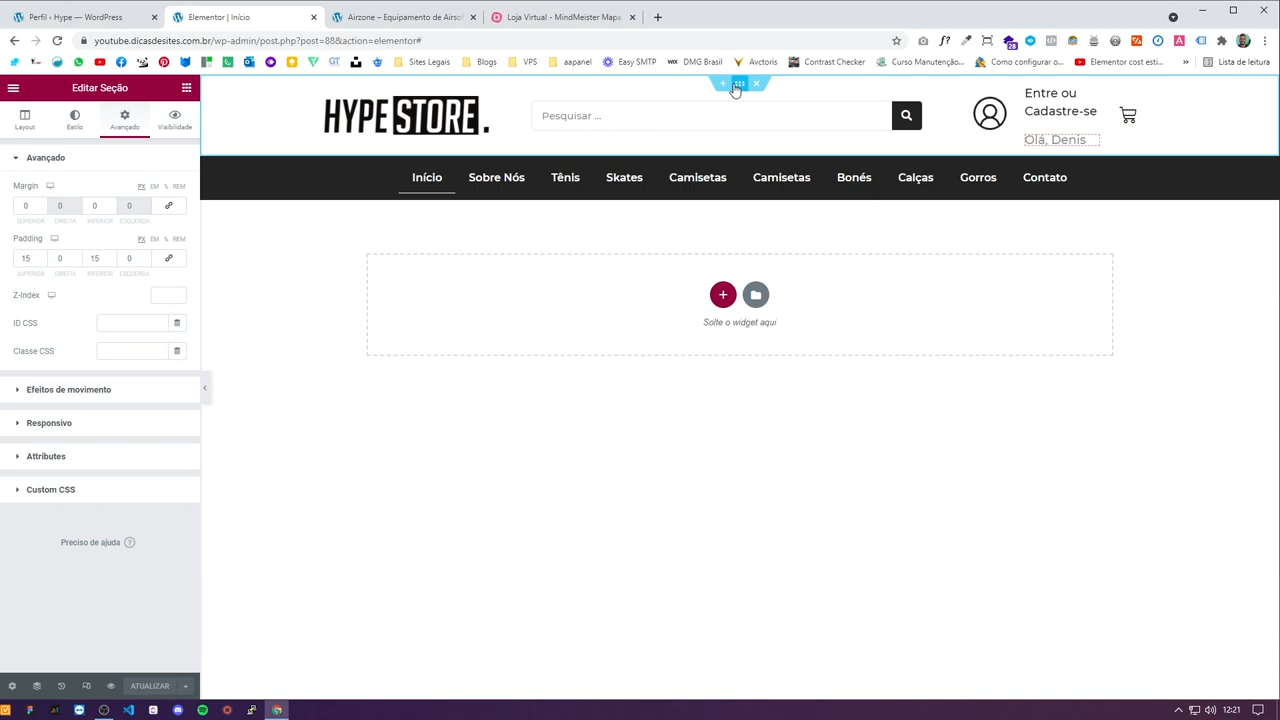 Perfil ‹ Hype — WordPress
Elementor | Início
Airzone – Equipamento de Airsof
Loja Virtual - MindMeister Mapa
youtube.dicasdesites.com.br/wp-admin/post.php?post=88&action=elementor#
28
Sites Legais
Blogs
VPS
aapanel
Easy SMTP
WIX DMG Brasil
Avctoris
Contrast Checker
Curso Manutenção...
Como configurar o...
Elementor cost esti...
»
Lista de leitura
Editar Seção
Layout
Estilo
Avançado
Visibilidade
Avançado
Margin
PX EM % REM
0 0 0 0
SUPERIOR DIREITA INFERIOR ESQUERDA
Padding
PX EM % REM
15 0 15 0
SUPERIOR DIREITA INFERIOR ESQUERDA
Z-Index
ID CSS
Classe CSS
Efeitos de movimento
Responsivo
Attributes
Custom CSS
Preciso de ajuda
ATUALIZAR
HYPE STORE.
Pesquisar ...
Entre ou
Cadastre-se
Olá, Denis
Início
Sobre Nós
Tênis
Skates
Camisetas
Camisetas
Bonés
Calças
Gorros
Contato
Solte o widget aqui
12:21